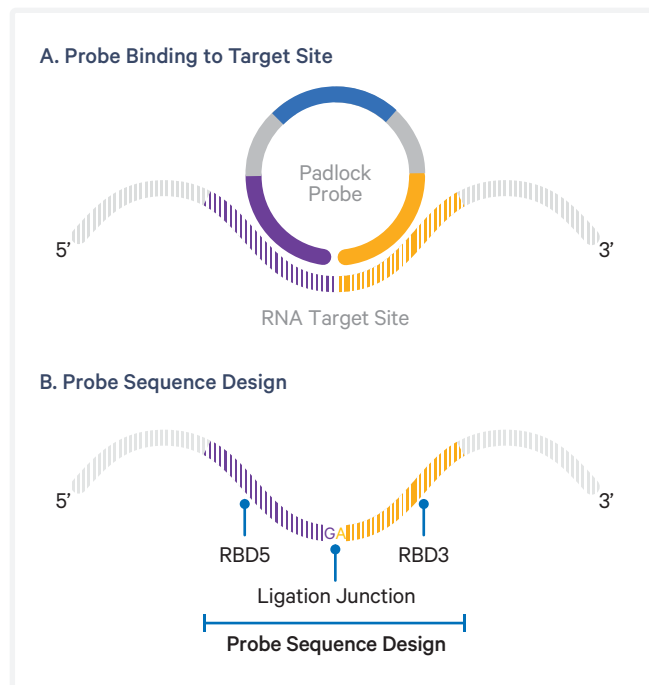 A. Probe Binding to Target Site
Padlock
Probe
5’
3’
RNA Target Site
B. Probe Sequence Design
5’
3’
GA
RBD5
RBD3
Ligation Junction
Probe Sequence Design